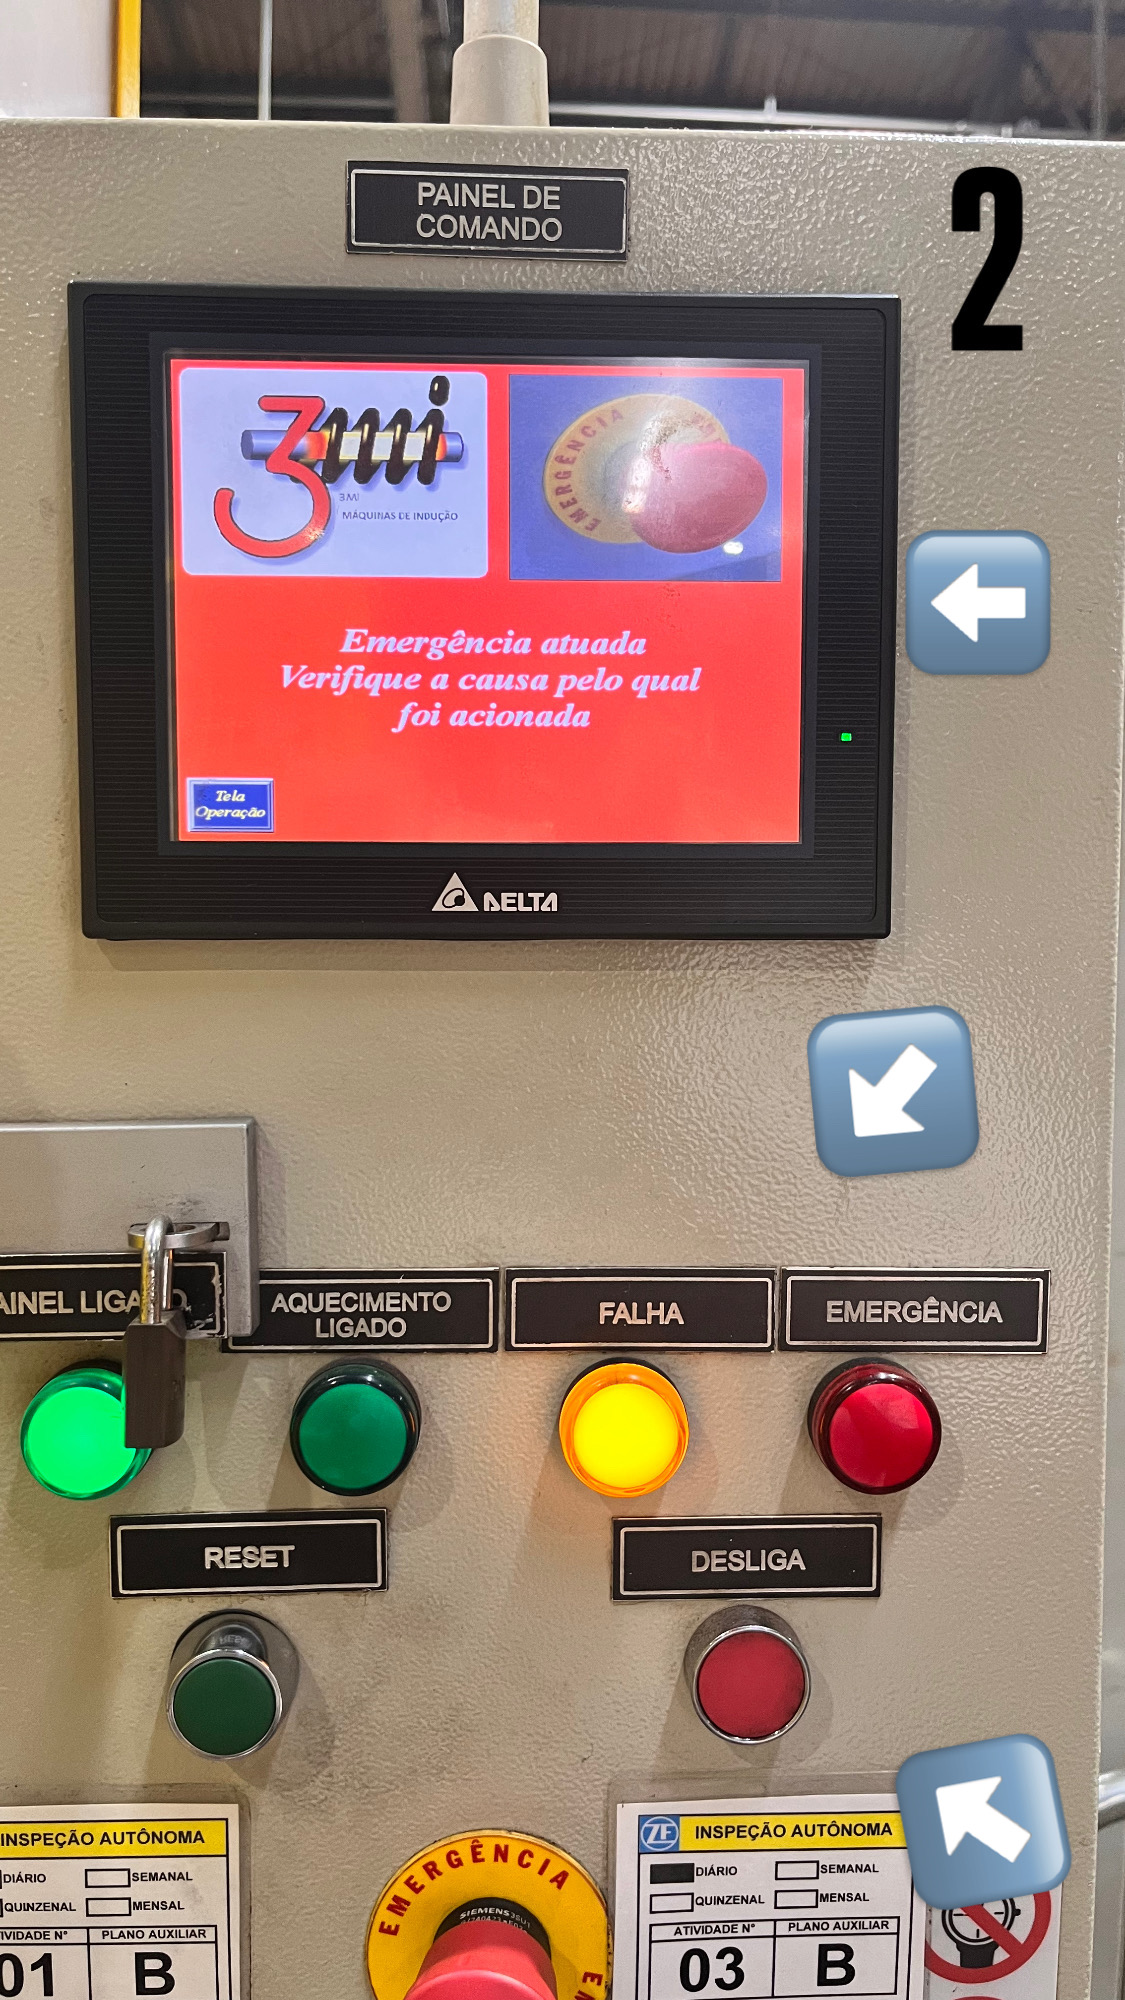 PAINEL DE
COMANDO
2
3mi
3MI
MÁQUINAS DE INDUÇÃO
EMERGÊNCIA
Emergência atuada
Verifique a causa pelo qual
foi acionada
Tela
Operação
DELTA
AQUECIMENTO
LIGADO
FALHA
EMERGÊNCIA
RESET
DESLIGA
INSPEÇÃO AUTÔNOMA
DIÁRIO SEMANAL
QUINZENAL MENSAL
PLANO AUXILIAR
01 B
EMERGÊNCIA
SIEMENS
ZF INSPEÇÃO AUTÔNOMA
DIÁRIO SEMANAL
QUINZENAL MENSAL
ATIVIDADE Nº PLANO AUXILIAR
03 B